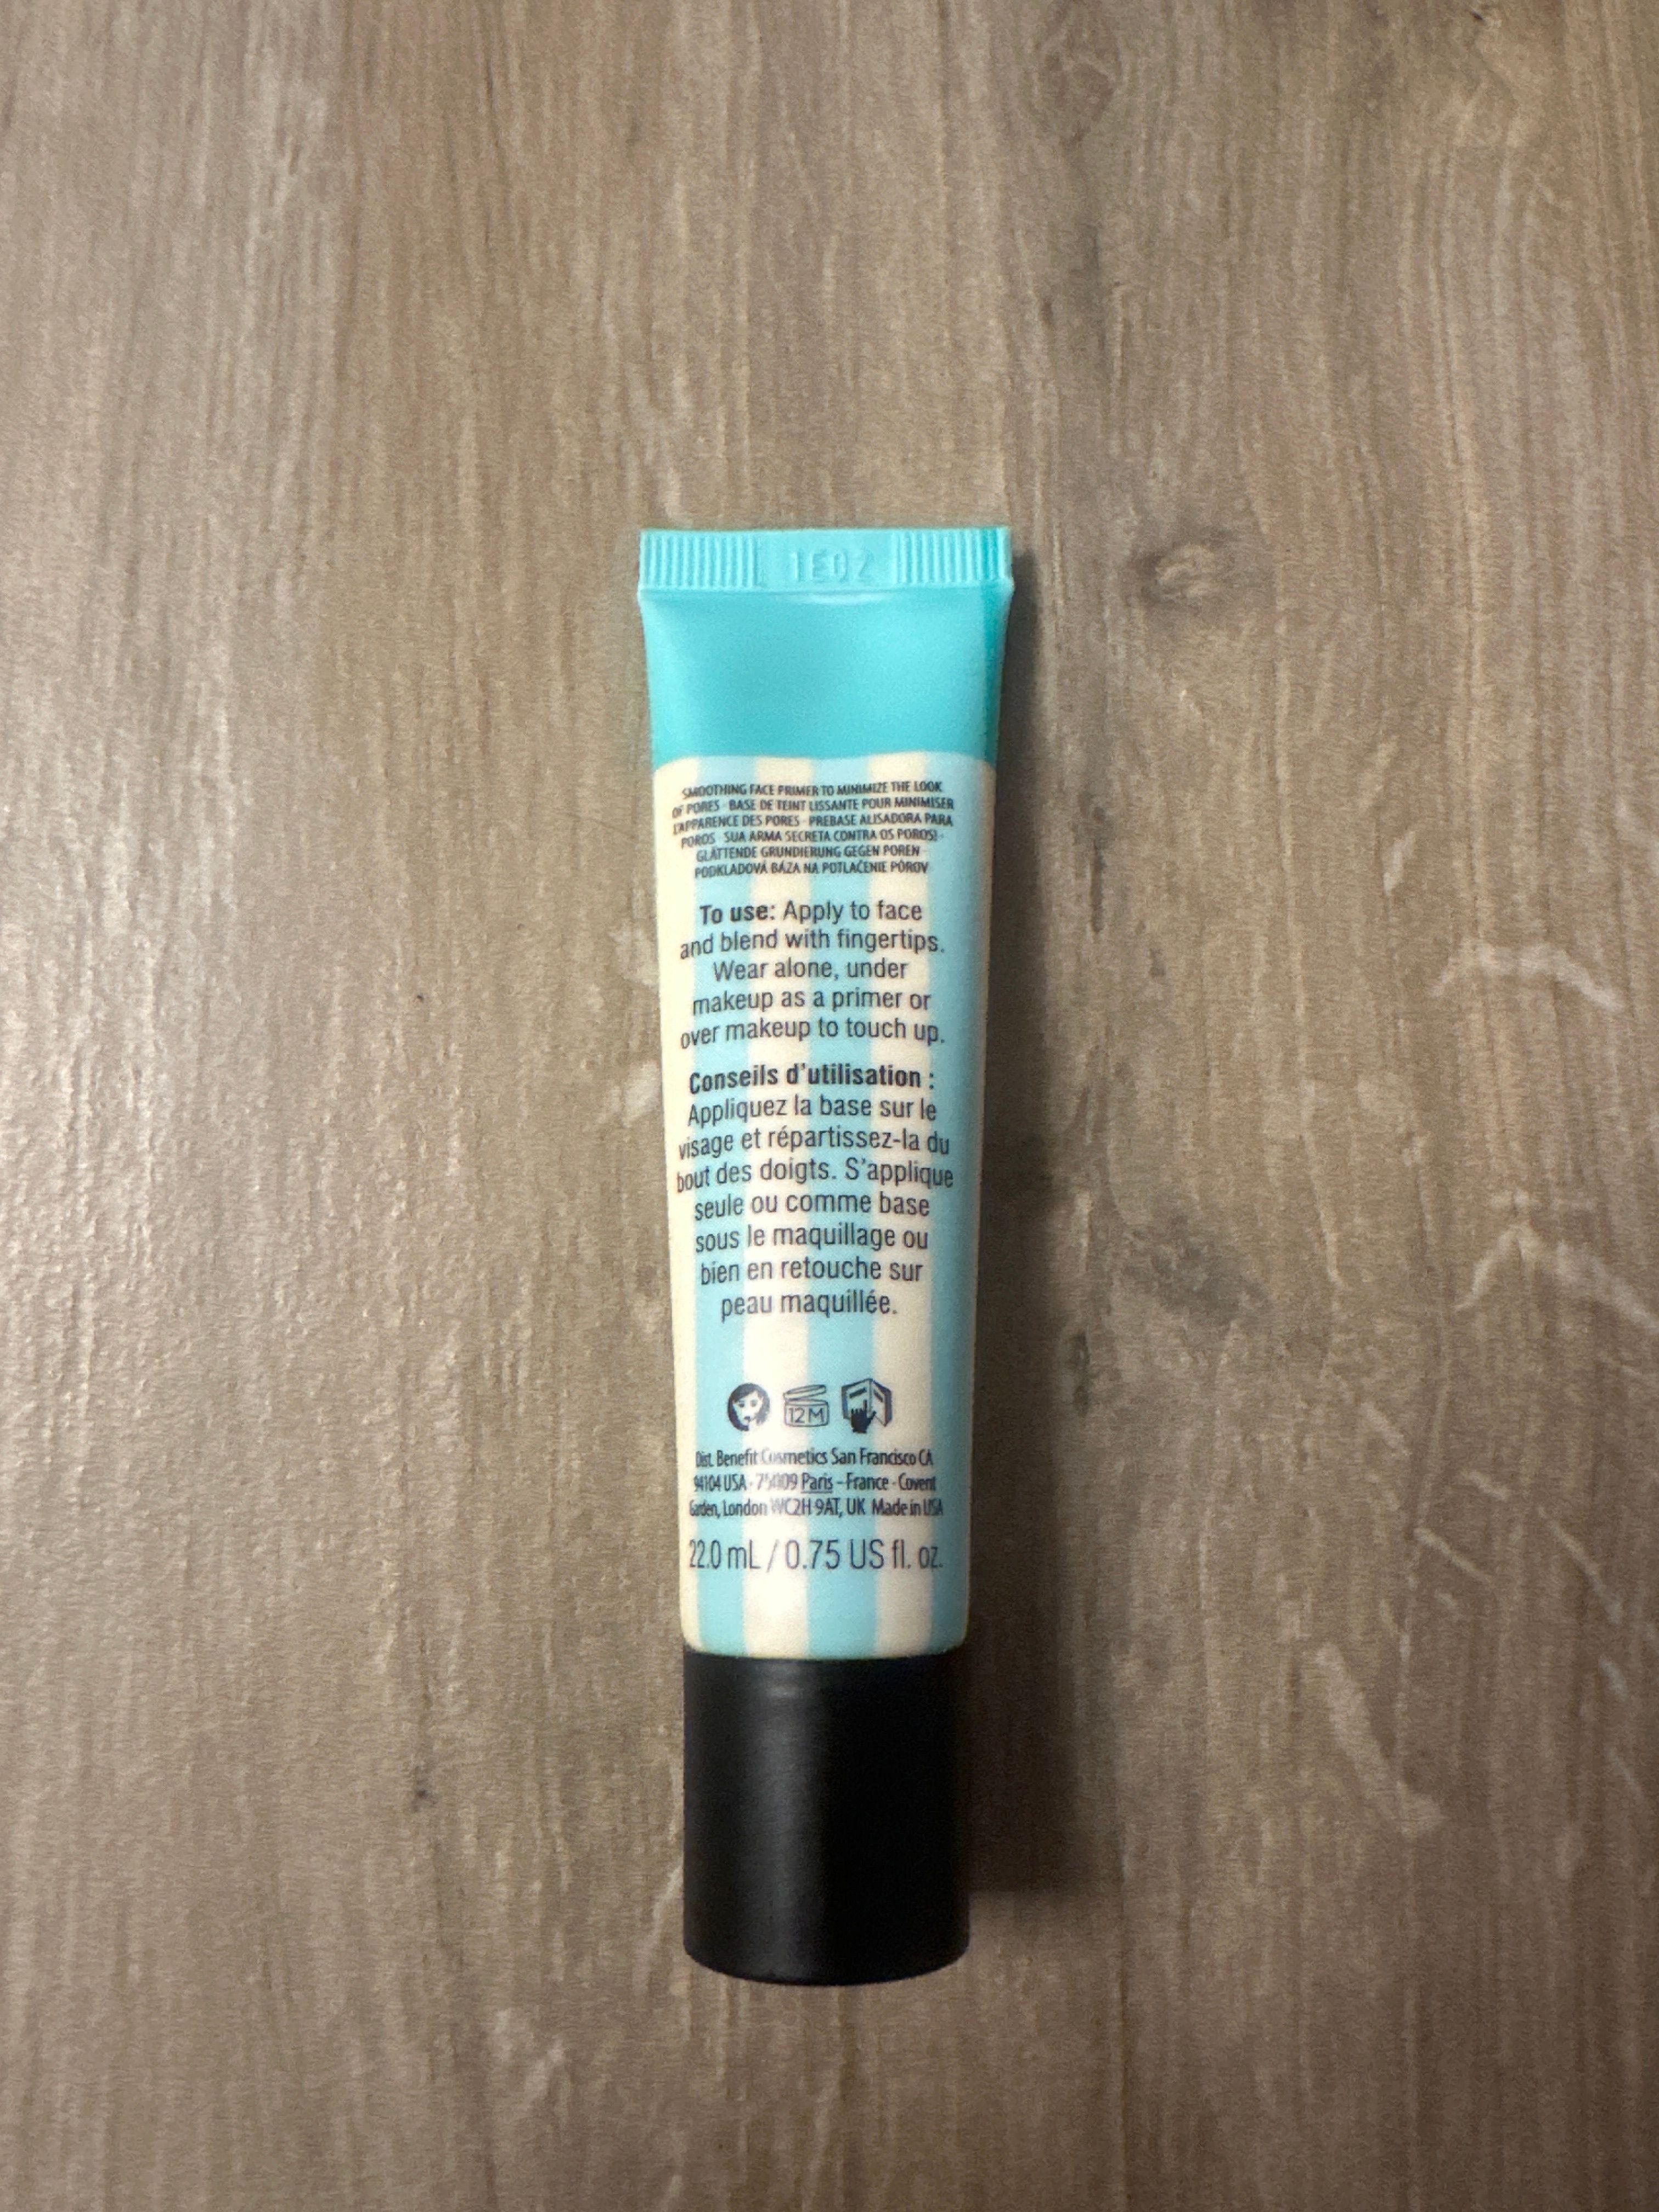 1E02
SMOOTHING FACE PRIMER TO MINIMIZE THE LOOK
OF PORES · BASE DE TEINT LISSANTE POUR MINIMISER
L'APPARENCE DES PORES · PREBASE ALISADORA PARA
POROS · SUA ARMA SECRETA CONTRA OS POROS! ·
GLÄTTENDE GRUNDIERUNG GEGEN POREN
PODKLADOVÁ BÁZA NA POTLAČENIE PÓROV
To use: Apply to face
and blend with fingertips.
Wear alone, under
makeup as a primer or
over makeup to touch up.
Conseils d'utilisation :
Appliquez la base sur le
visage et répartissez-la du
bout des doigts. S'applique
seule ou comme base
sous le maquillage ou
bien en retouche sur
peau maquillée.
12M
Dist. Benefit Cosmetics San Francisco CA
94104 USA · 75009 Paris – France · Covent
Garden, London WC2H 9AT, UK Made in USA
22.0 mL / 0.75 US fl. oz.